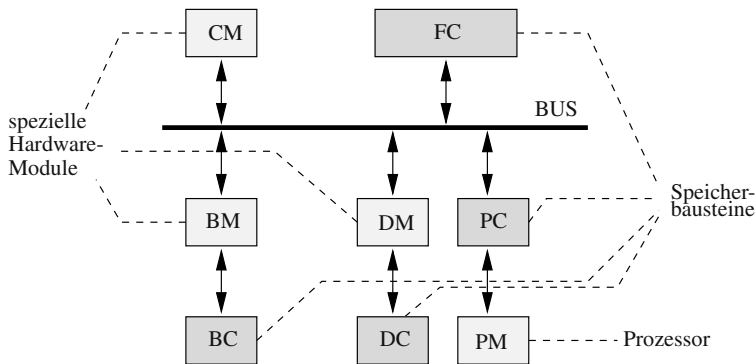 CM
FC
BUS
spezielle
Hardware-
Module
BM
DM
PC
Speicher-
bausteine
BC
DC
PM
Prozessor